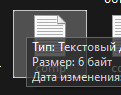 Тип: Текстовый
Размер: 6 байт
Дата изменения: